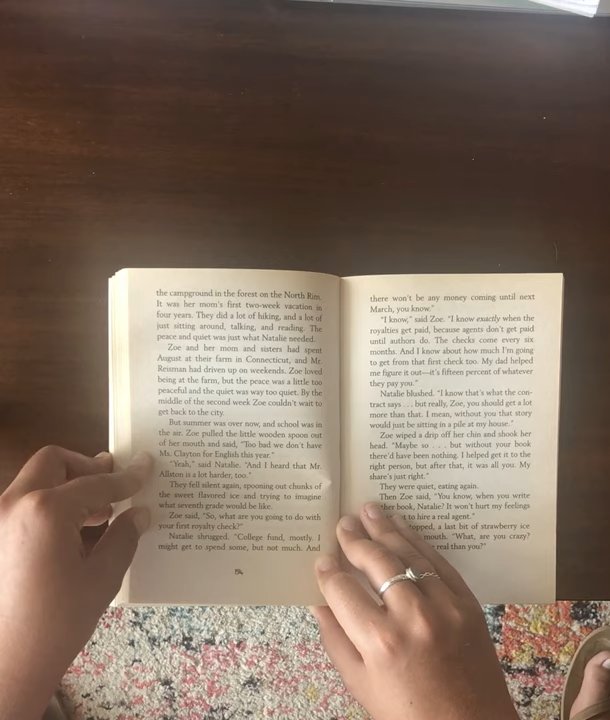 the campground in the forest on the North Rim.
It was her mom's first two-week vacation in
four years. They did a lot of hiking, and a lot of
just sitting around, talking, and reading. The
peace and quiet was just what Natalie needed.
Zoe and her mom and sisters had spent
August at their farm in Connecticut, and Mr.
Reisman had driven up on weekends. Zoe loved
being at the farm, but the peace was a little too
peaceful and the quiet was way too quiet. By the
middle of the second week Zoe couldn't wait to
get back to the city.
But summer was over now, and school was in
the air. Zoe pulled the little wooden spoon out
of her mouth and said, "Too bad we don't have
Ms. Clayton for English this year."
"Yeah," said Natalie. "And I heard that Mr.
Allston is a lot harder, too."
They fell silent again, spooning out chunks of
the sweet flavored ice and trying to imagine
what seventh grade would be like.
Zoe said, "So, what are you going to do with
your first royalty check?"
Natalie shrugged. "College fund, mostly. I
might get to spend some, but not much. And
there won't be any money coming until next
March, you know."
"I know," said Zoe. "I know exactly when the
royalties get paid, because agents don't get paid
until authors do. The checks come every six
months. And I know about how much I'm going
to get from that first check too. My dad helped
me figure it out—it's fifteen percent of whatever
they pay you."
Natalie blushed. "I know that's what the con-
tract says . . . but really, Zoe, you should get a lot
more than that. I mean, without you that story
would just be sitting in a pile at my house."
Zoe wiped a drip off her chin and shook her
head. "Maybe so . . . but without your book
there'd have been nothing. I helped get it to the
right person, but after that, it was all you. My
share's just right."
They were quiet, eating again.
Then Zoe said, "You know, when you write
book, Natalie? It won't hurt my feelings
to hire a real agent."
a last bit of strawberry ice
mouth. "What, are you crazy?
real than you?"